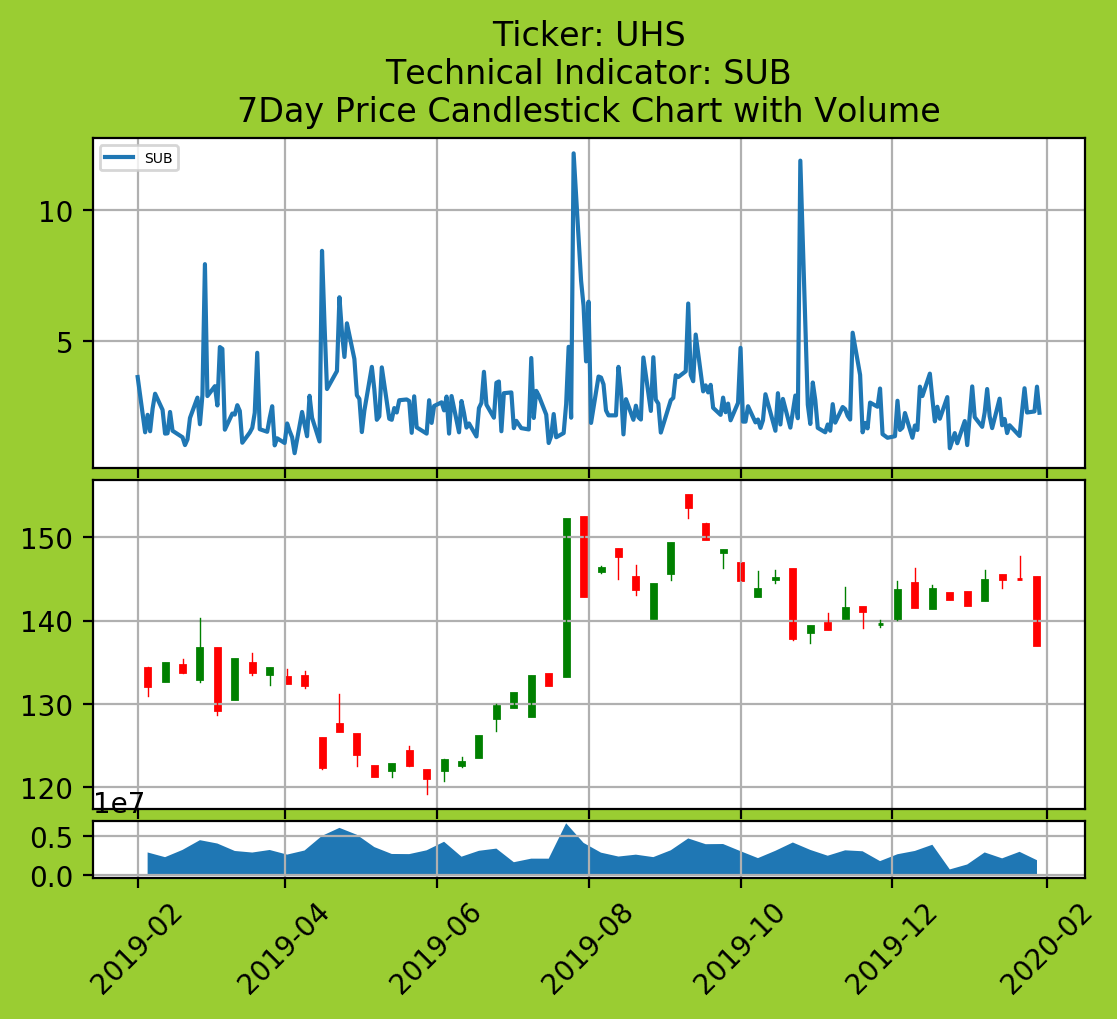 Ticker: UHS
Technical Indicator: SUB
7Day Price Candlestick Chart with Volume
SUB
10
5
150
140
130
120
1e7
0.5
0.0
2019-02 2019-04 2019-06 2019-08 2019-10 2019-12 2020-02